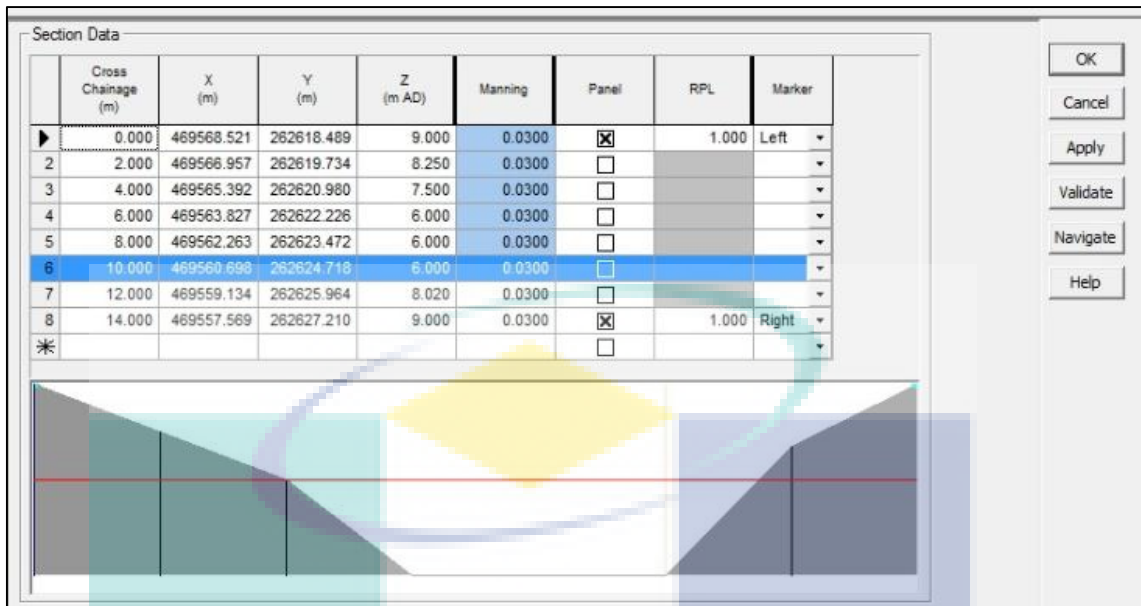 Section Data
Cross Chainage (m) X (m) Y (m) Z (m AD) Manning Panel RPL Marker
0.000 469568.521 262618.489 9.000 0.0300 1.000 Left
2 2.000 469566.957 262619.734 8.250 0.0300
3 4.000 469565.392 262620.980 7.500 0.0300
4 6.000 469563.827 262622.226 6.000 0.0300
5 8.000 469562.263 262623.472 6.000 0.0300
6 10.000 469560.698 262624.718 6.000 0.0300
7 12.000 469559.134 262625.964 8.020 0.0300
8 14.000 469557.569 262627.210 9.000 0.0300 1.000 Right
OK
Cancel
Apply
Validate
Navigate
Help